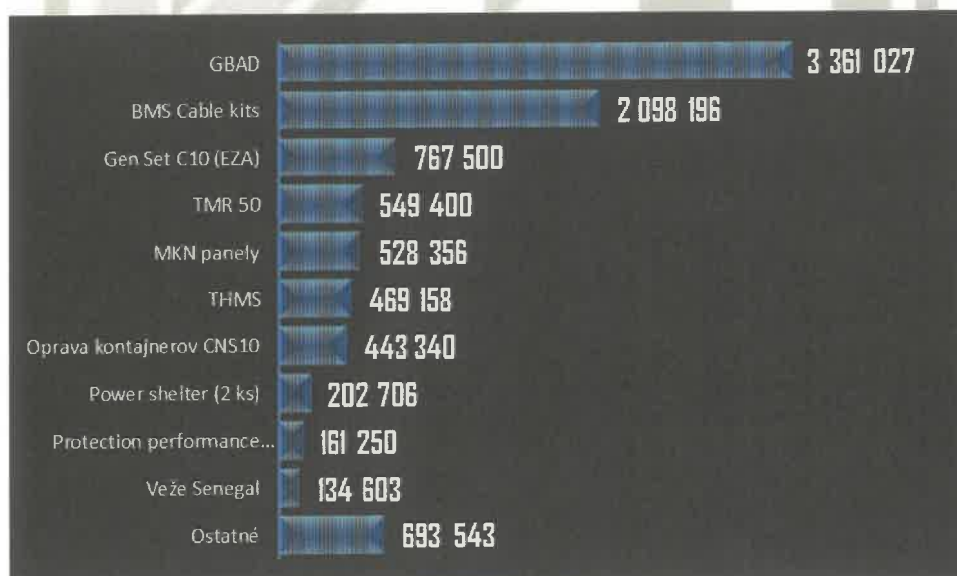 GBAD 3 361 027
BMS Cable kits 2 098 196
Gen Set C10 (EZA) 767 500
TMR 50 549 400
MKN panely 528 356
THMS 469 158
Oprava kontajnerov CNS10 443 340
Power shelter (2 ks) 202 706
Protection performance... 161 250
Veže Senegal 134 603
Ostatné 693 543